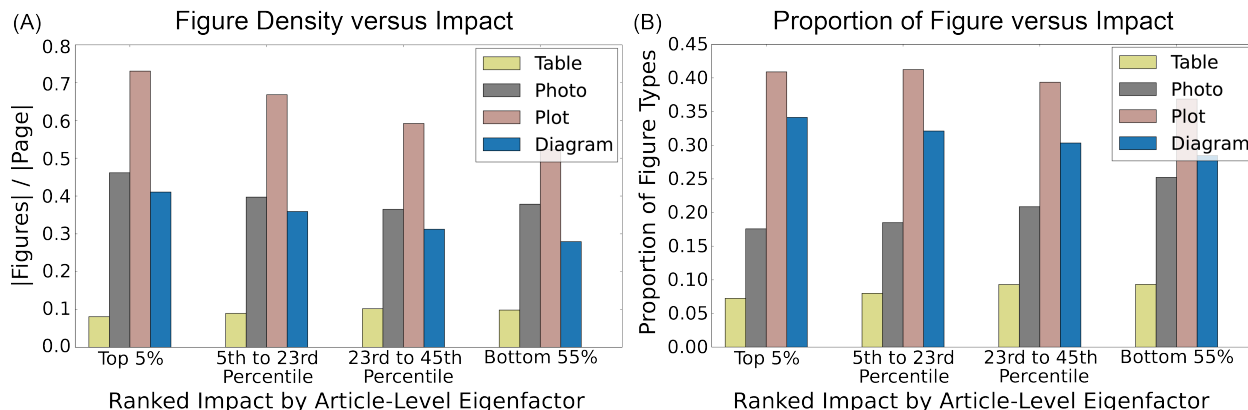 (A)
Figure Density versus Impact
|Figures| / |Page|
0.8
0.7
0.6
0.5
0.4
0.3
0.2
0.1
0.0
Table
Photo
Plot
Diagram
Top 5%
5th to 23rd
Percentile
23rd to 45th
Percentile
Bottom 55%
Ranked Impact by Article-Level Eigenfactor
(B)
Proportion of Figure versus Impact
Proportion of Figure Types
0.45
0.40
0.35
0.30
0.25
0.20
0.15
0.10
0.05
0.00
Table
Photo
Plot
Diagram
Top 5%
5th to 23rd
Percentile
23rd to 45th
Percentile
Bottom 55%
Ranked Impact by Article-Level Eigenfactor